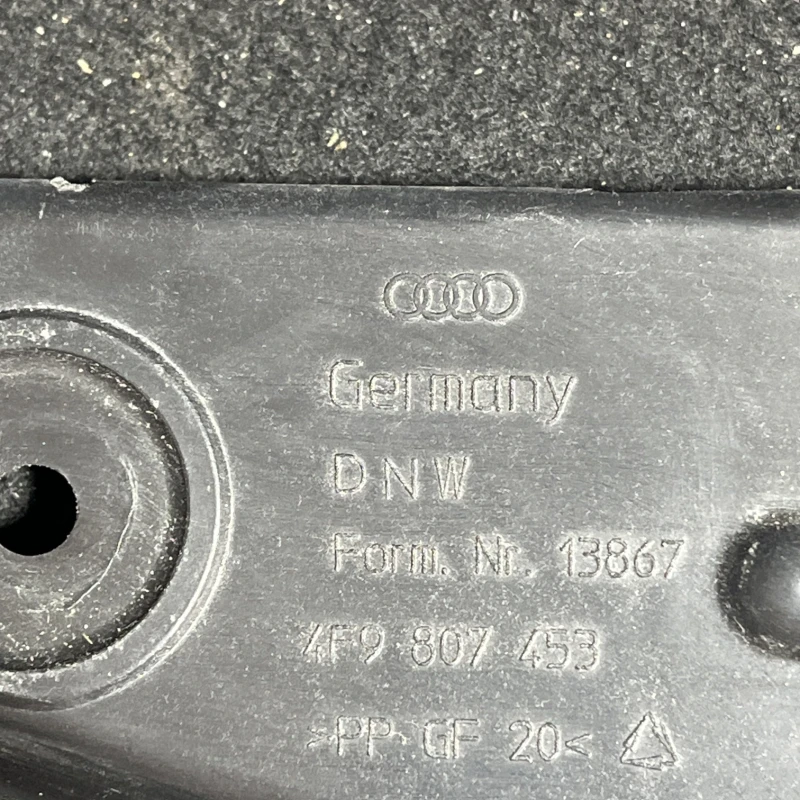 Germany
DNW
Form. Nr. 13867
4F9 807 453
>PP-GF 20<